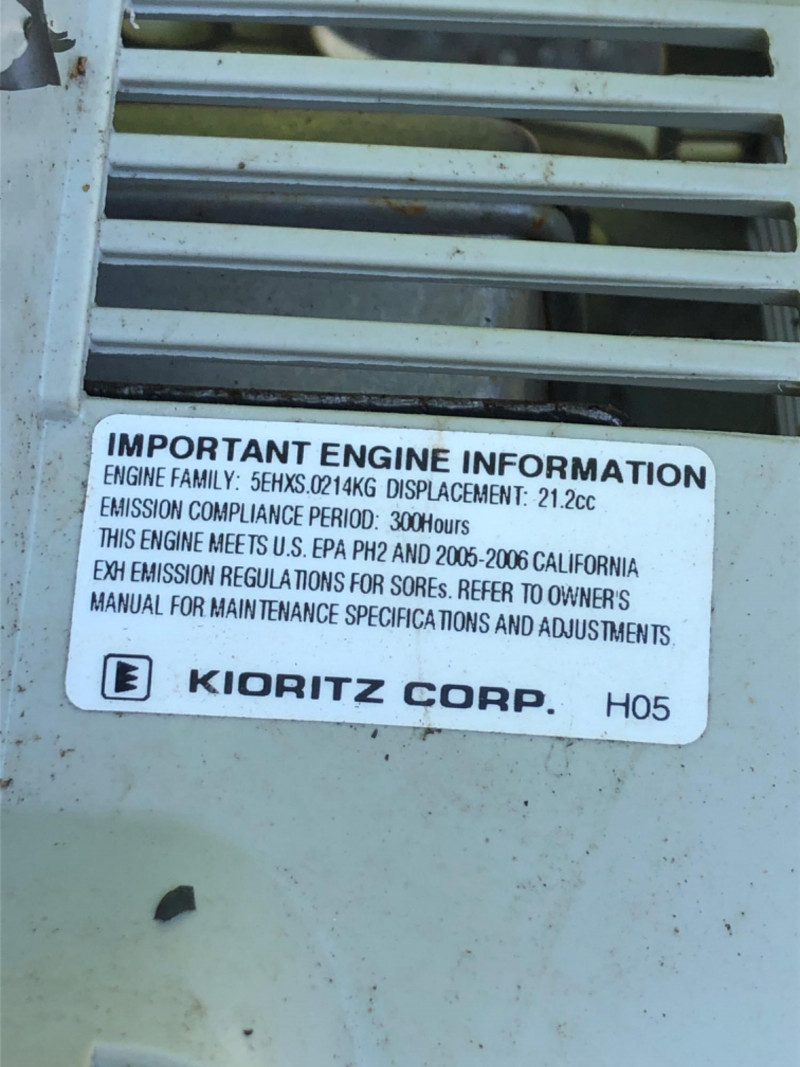 IMPORTANT ENGINE INFORMATION
ENGINE FAMILY: 5EHXS.0214KG DISPLACEMENT: 21.2cc
EMISSION COMPLIANCE PERIOD: 300Hours
THIS ENGINE MEETS U.S. EPA PH2 AND 2005-2006 CALIFORNIA
EXH EMISSION REGULATIONS FOR SOREs. REFER TO OWNER'S
MANUAL FOR MAINTENANCE SPECIFICATIONS AND ADJUSTMENTS.
KIORITZ CORP. H05